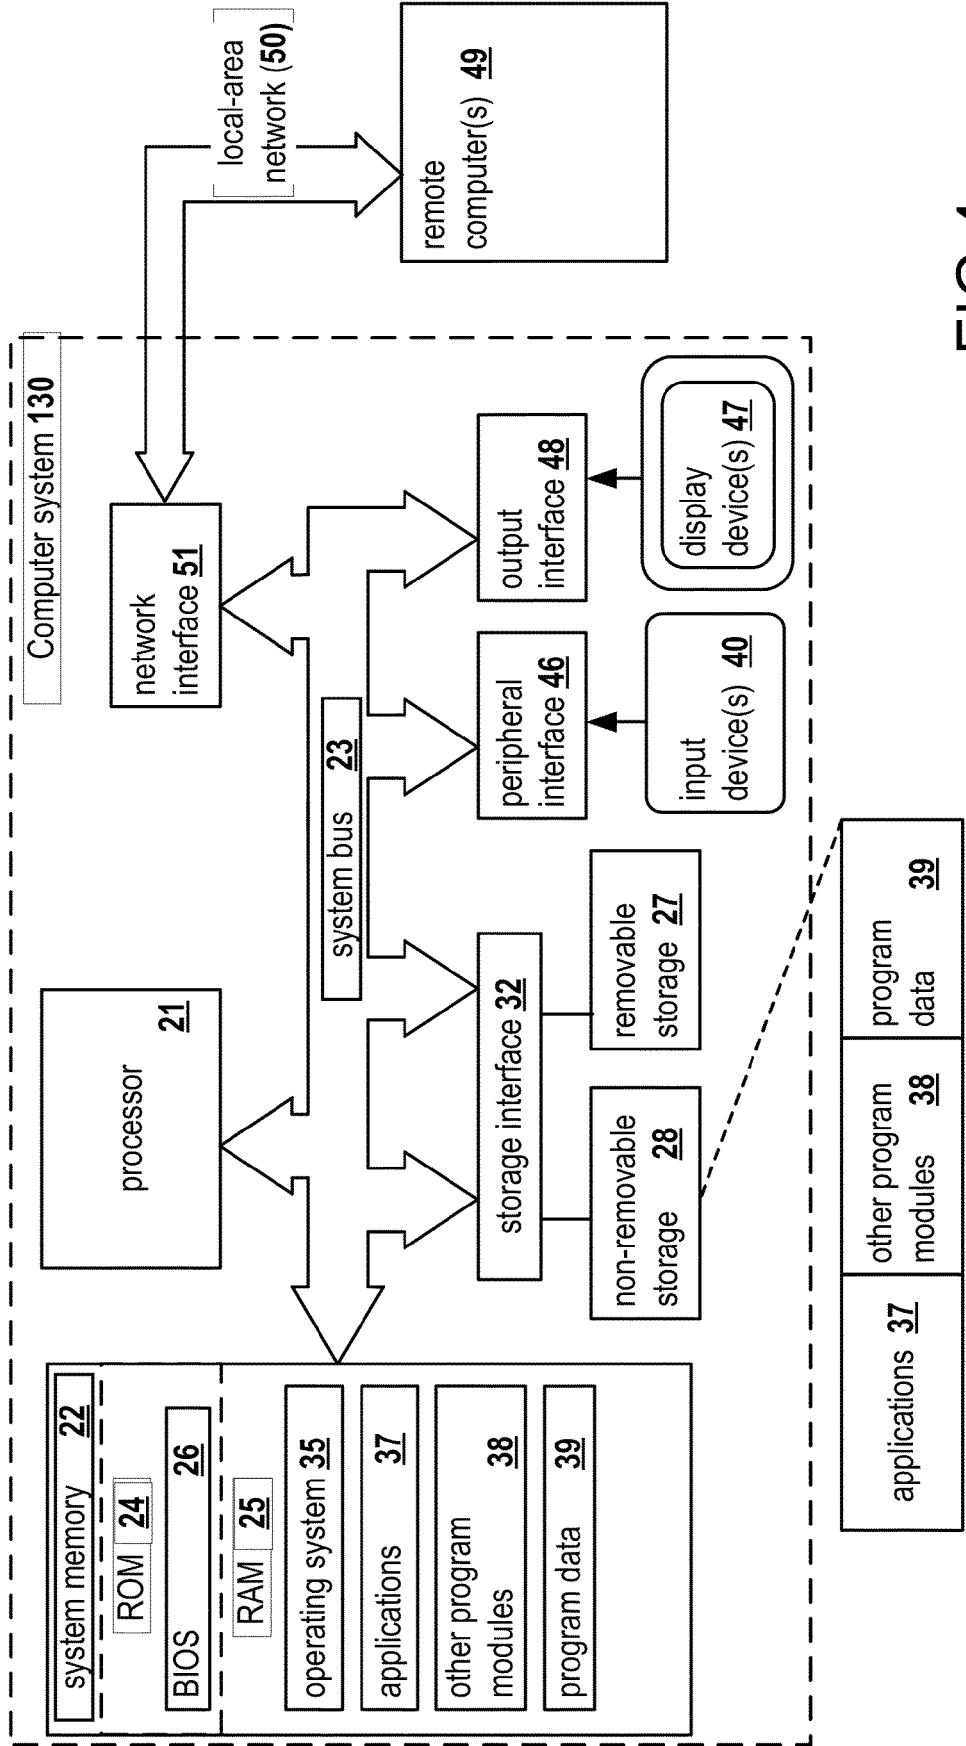 Computer system 130
system memory 22
ROM 24
BIOS 26
RAM 25
operating system 35
applications 37
other program
modules 38
program data 39
processor
21
network
interface 51
local-area
network (50)
system bus 23
storage interface 32
peripheral
interface 46
output
interface 48
remote
computer(s) 49
non-removable
storage 28
removable
storage 27
input
device(s) 40
display
device(s) 47
applications 37
other program
modules 38
program
data 39